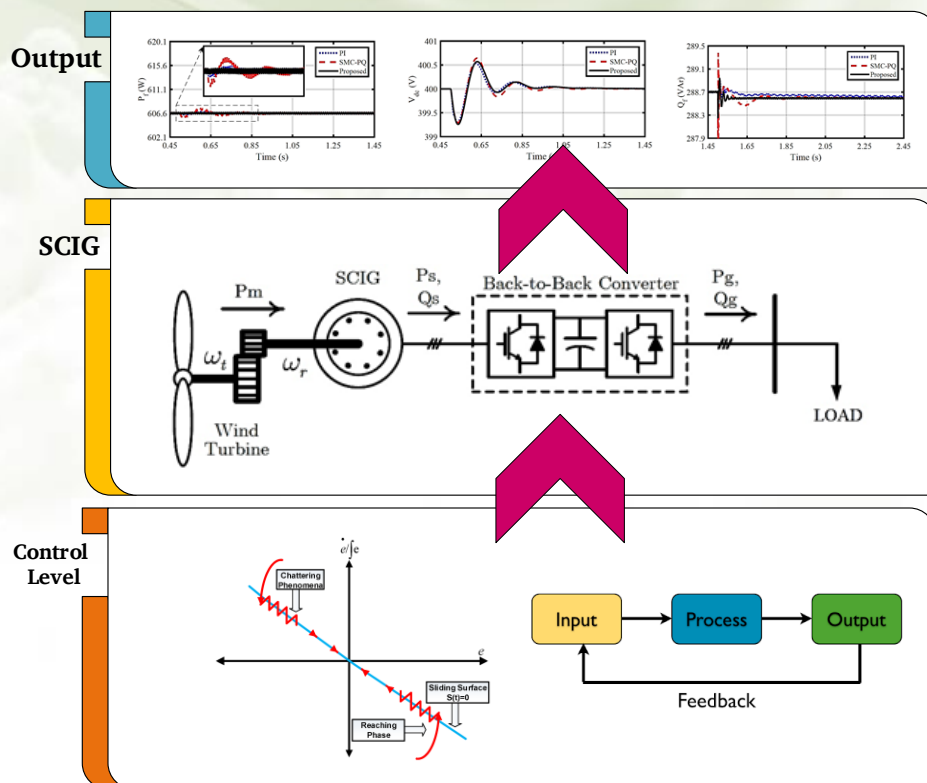 Output
620.1
615.6
611.1
606.6
602.1
P_f (W)
0.45
0.65
0.85
1.05
1.25
1.45
Time (s)
PI
SMC-PQ
Proposed
401
400.5
400
399.5
399
V_dc (V)
0.45
0.65
0.85
1.05
1.25
1.45
Time (s)
PI
SMC-PQ
Proposed
289.5
289.1
288.7
288.3
287.9
1.45
1.65
1.85
2.05
2.25
2.45
Time (s)
PI
SMC-PQ
Proposed
SCIG
Pm
SCIG
Ps,
Qs
Back-to-Back Converter
Pg,
Qg
ω_t
ω_r
Wind
Turbine
LOAD
Control
Level
ė/∫e
Chattering
Phenomena
e
Sliding Surface
S(t)=0
Reaching
Phase
Input
Process
Output
Feedback